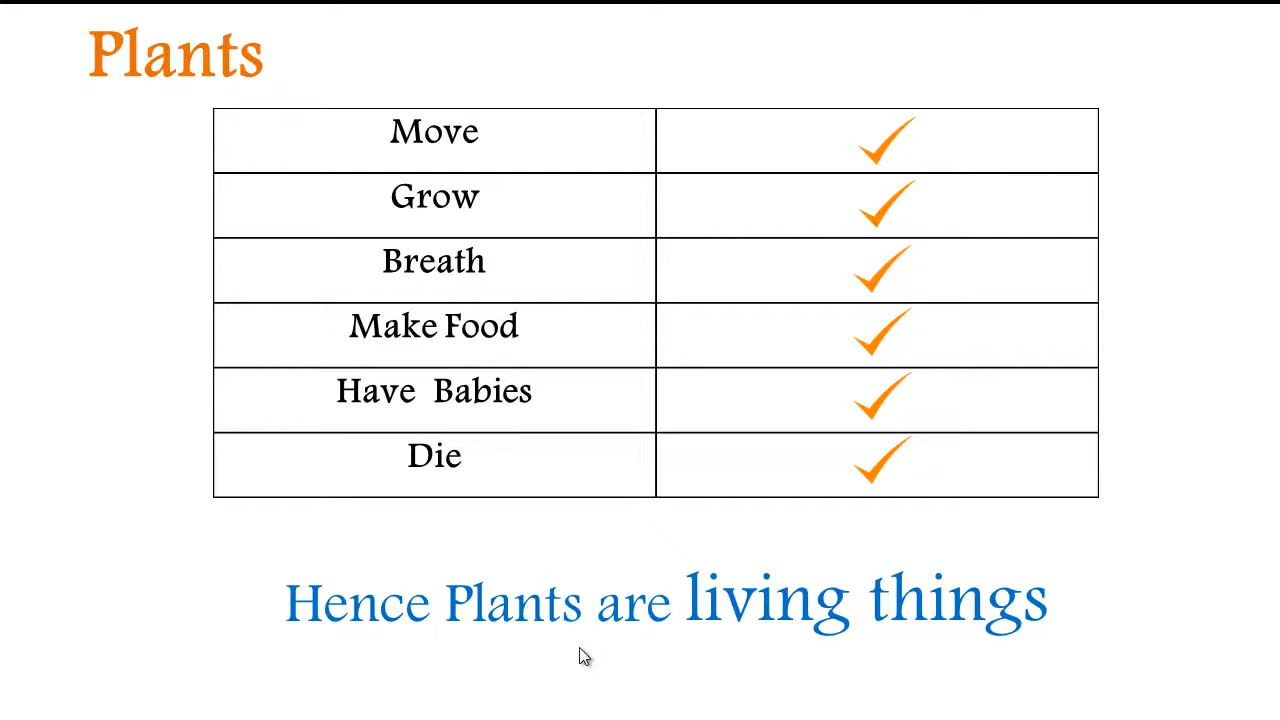 Plants
Move
Grow
Breath
Make Food
Have Babies
Die
Hence Plants are living things